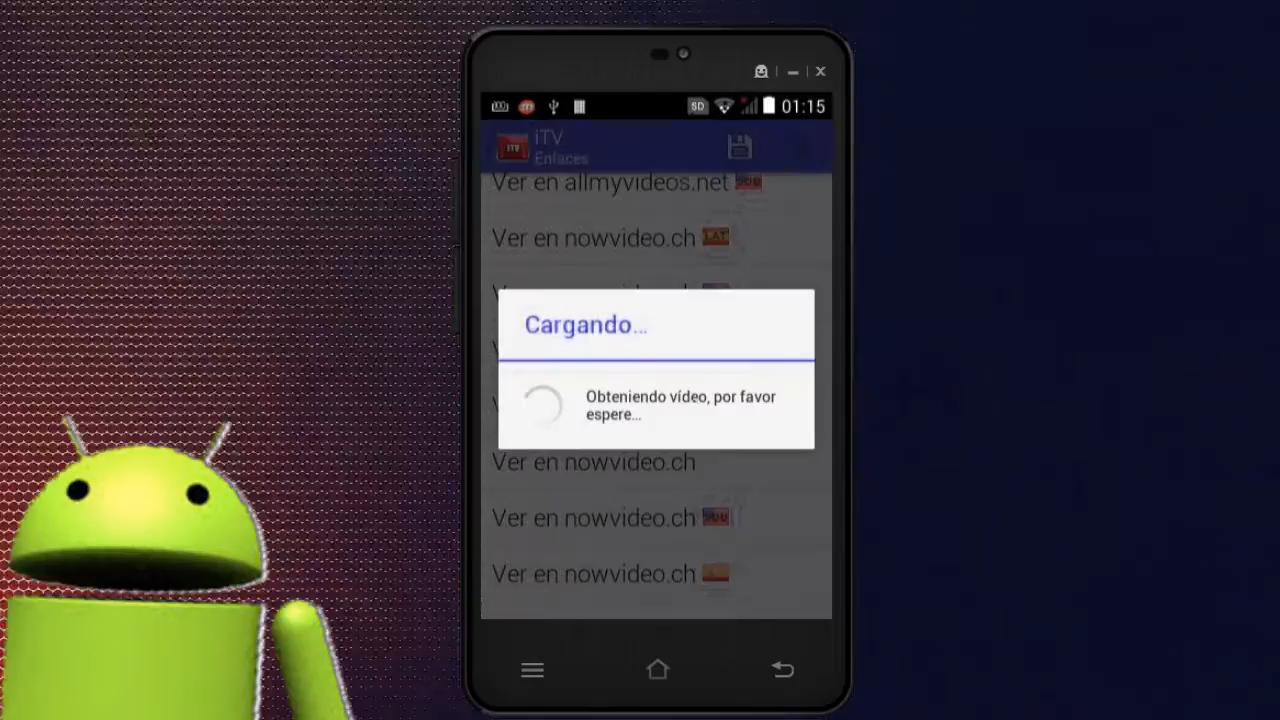 01:15
iTV
Enlaces
Ver en allmyvideos.net
Ver en nowvideo.ch
Cargando...
Obteniendo vídeo, por favor
espere...
Ver en nowvideo.ch
Ver en nowvideo.ch
Ver en nowvideo.ch